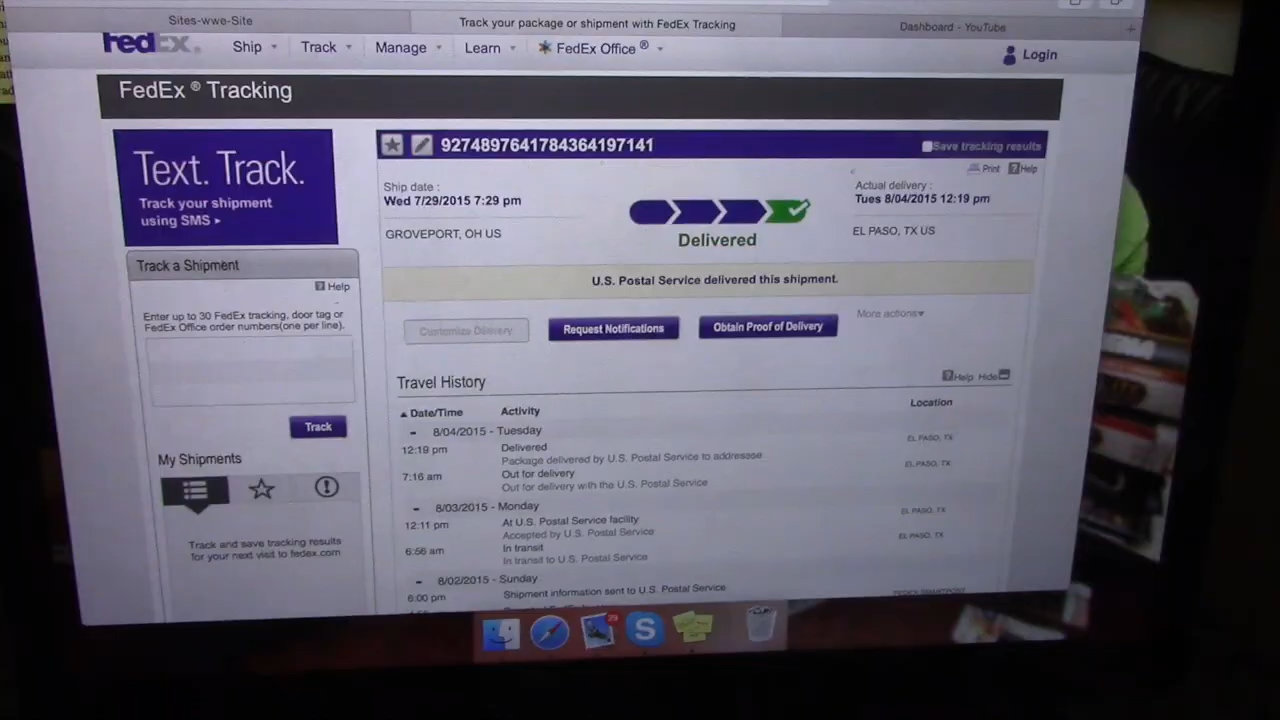 Sites-wwe-Site
Track your package or shipment with FedEx Tracking
Dashboard - YouTube
FedEx.
Ship
Track
Manage
Learn
FedEx Office ®
Login
FedEx ® Tracking
Text. Track.
Track your shipment
using SMS
9274897641784364197141
Save tracking results
Print
Help
Ship date :
Wed 7/29/2015 7:29 pm
GROVEPORT, OH US
Delivered
Actual delivery :
Tues 8/04/2015 12:19 pm
EL PASO, TX US
U.S. Postal Service delivered this shipment.
Track a Shipment
Help
Enter up to 30 FedEx tracking, door tag or
FedEx Office order numbers(one per line).
Track
Customize Delivery
Request Notifications
Obtain Proof of Delivery
More actions
Travel History
Help Hide
Date/Time Activity Location
- 8/04/2015 - Tuesday
12:19 pm Delivered EL PASO, TX
Package delivered by U.S. Postal Service to addressee
7:16 am Out for delivery EL PASO, TX
Out for delivery with the U.S. Postal Service
- 8/03/2015 - Monday
12:11 pm At U.S. Postal Service facility EL PASO, TX
Accepted by U.S. Postal Service
6:56 am In transit EL PASO, TX
In transit to U.S. Postal Service
- 8/02/2015 - Sunday
6:00 pm Shipment information sent to U.S. Postal Service
My Shipments
Track and save tracking results
for your next visit to fedex.com